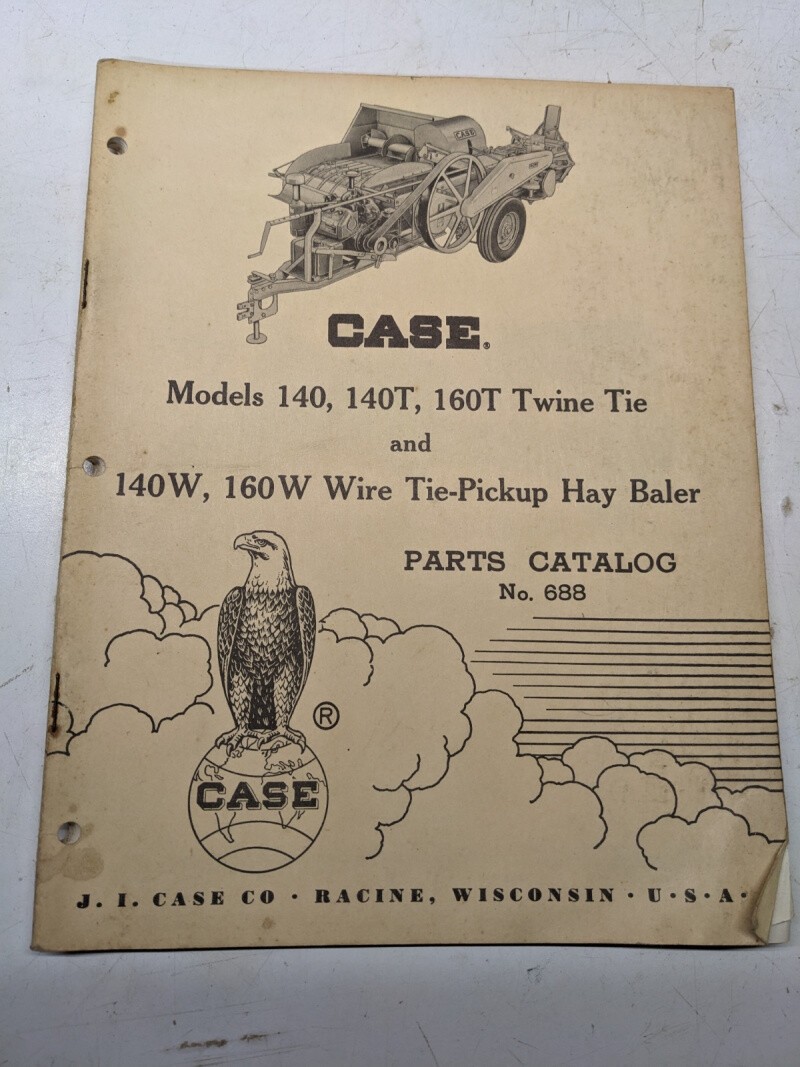 CASE
CASE®
Models 140, 140T, 160T Twine Tie
and
140W, 160W Wire Tie-Pickup Hay Baler
PARTS CATALOG
No. 688
®
CASE
J. I. CASE CO · RACINE, WISCONSIN · U·S·A·